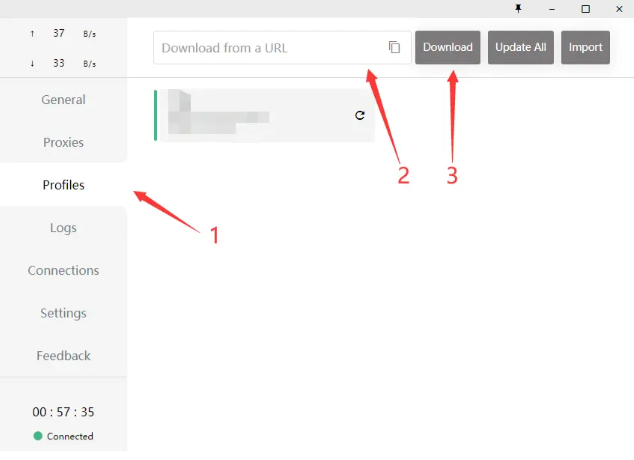 ↑ 37 B/s
↓ 33 B/s
Download from a URL
Download
Update All
Import
General
Proxies
Profiles
Logs
Connections
Settings
Feedback
1
2
3
00 : 57 : 35
Connected